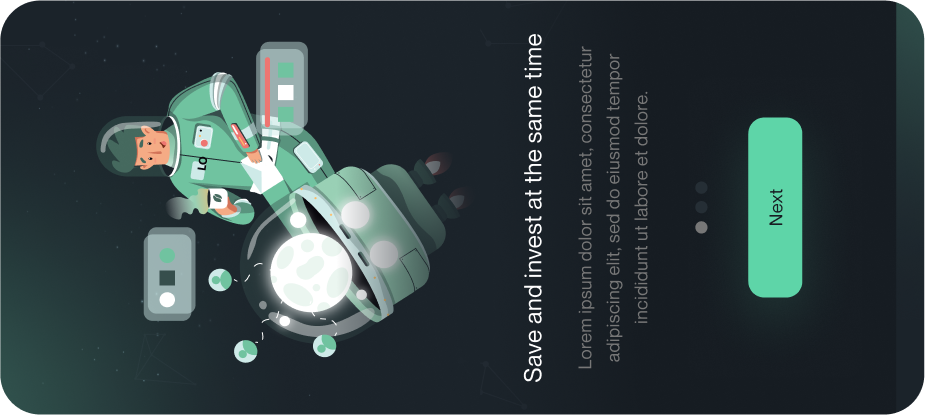 LO
Save and invest at the same time
Lorem ipsum dolor sit amet, consectetur
adipiscing elit, sed do eiusmod tempor
incididunt ut labore et dolore.
Next